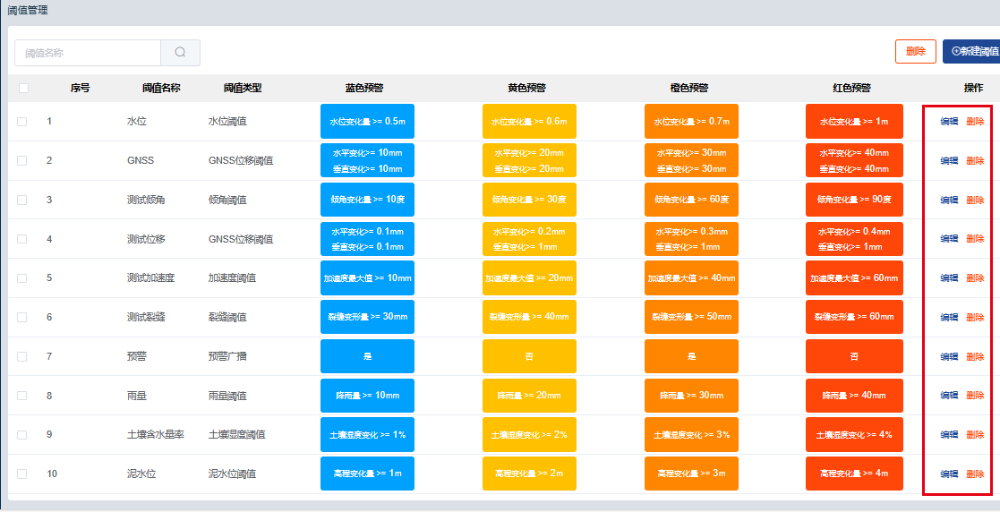 阈值管理
阈值名称
删除 新建阈值
序号 阈值名称 阈值类型 蓝色预警 黄色预警 橙色预警 红色预警 操作
1 水位 水位阈值 水位变化量 >= 0.5m 水位变化量 >= 0.6m 水位变化量 >= 0.7m 水位变化量 >= 1m 编辑 删除
2 GNSS GNSS位移阈值 水平变化>= 10mm 水平变化>= 20mm 水平变化>= 30mm 水平变化>= 40mm 编辑 删除
垂直变化>= 10mm 垂直变化>= 20mm 垂直变化>= 30mm 垂直变化>= 40mm
3 测试倾角 倾角阈值 倾角变化量 >= 10度 倾角变化量 >= 30度 倾角变化量 >= 60度 倾角变化量 >= 90度 编辑 删除
4 测试位移 GNSS位移阈值 水平变化>= 0.1mm 水平变化>= 0.2mm 水平变化>= 0.3mm 水平变化>= 0.4mm 编辑 删除
垂直变化>= 0.1mm 垂直变化>= 1mm 垂直变化>= 1mm 垂直变化>= 1mm
5 测试加速度 加速度阈值 加速度最大值 >= 10mm 加速度最大值 >= 20mm 加速度最大值 >= 40mm 加速度最大值 >= 60mm 编辑 删除
6 测试裂缝 裂缝阈值 裂缝变形量 >= 30mm 裂缝变形量 >= 40mm 裂缝变形量 >= 50mm 裂缝变形量 >= 60mm 编辑 删除
7 预警 预警广播 是 否 是 否 编辑 删除
8 雨量 雨量阈值 降雨量 >= 10mm 降雨量 >= 20mm 降雨量 >= 30mm 降雨量 >= 40mm 编辑 删除
9 土壤含水量率 土壤湿度阈值 土壤湿度变化 >= 1% 土壤湿度变化 >= 2% 土壤湿度变化 >= 3% 土壤湿度变化 >= 4% 编辑 删除
10 泥水位 泥水位阈值 高程变化量 >= 1m 高程变化量 >= 2m 高程变化量 >= 3m 高程变化量 >= 4m 编辑 删除